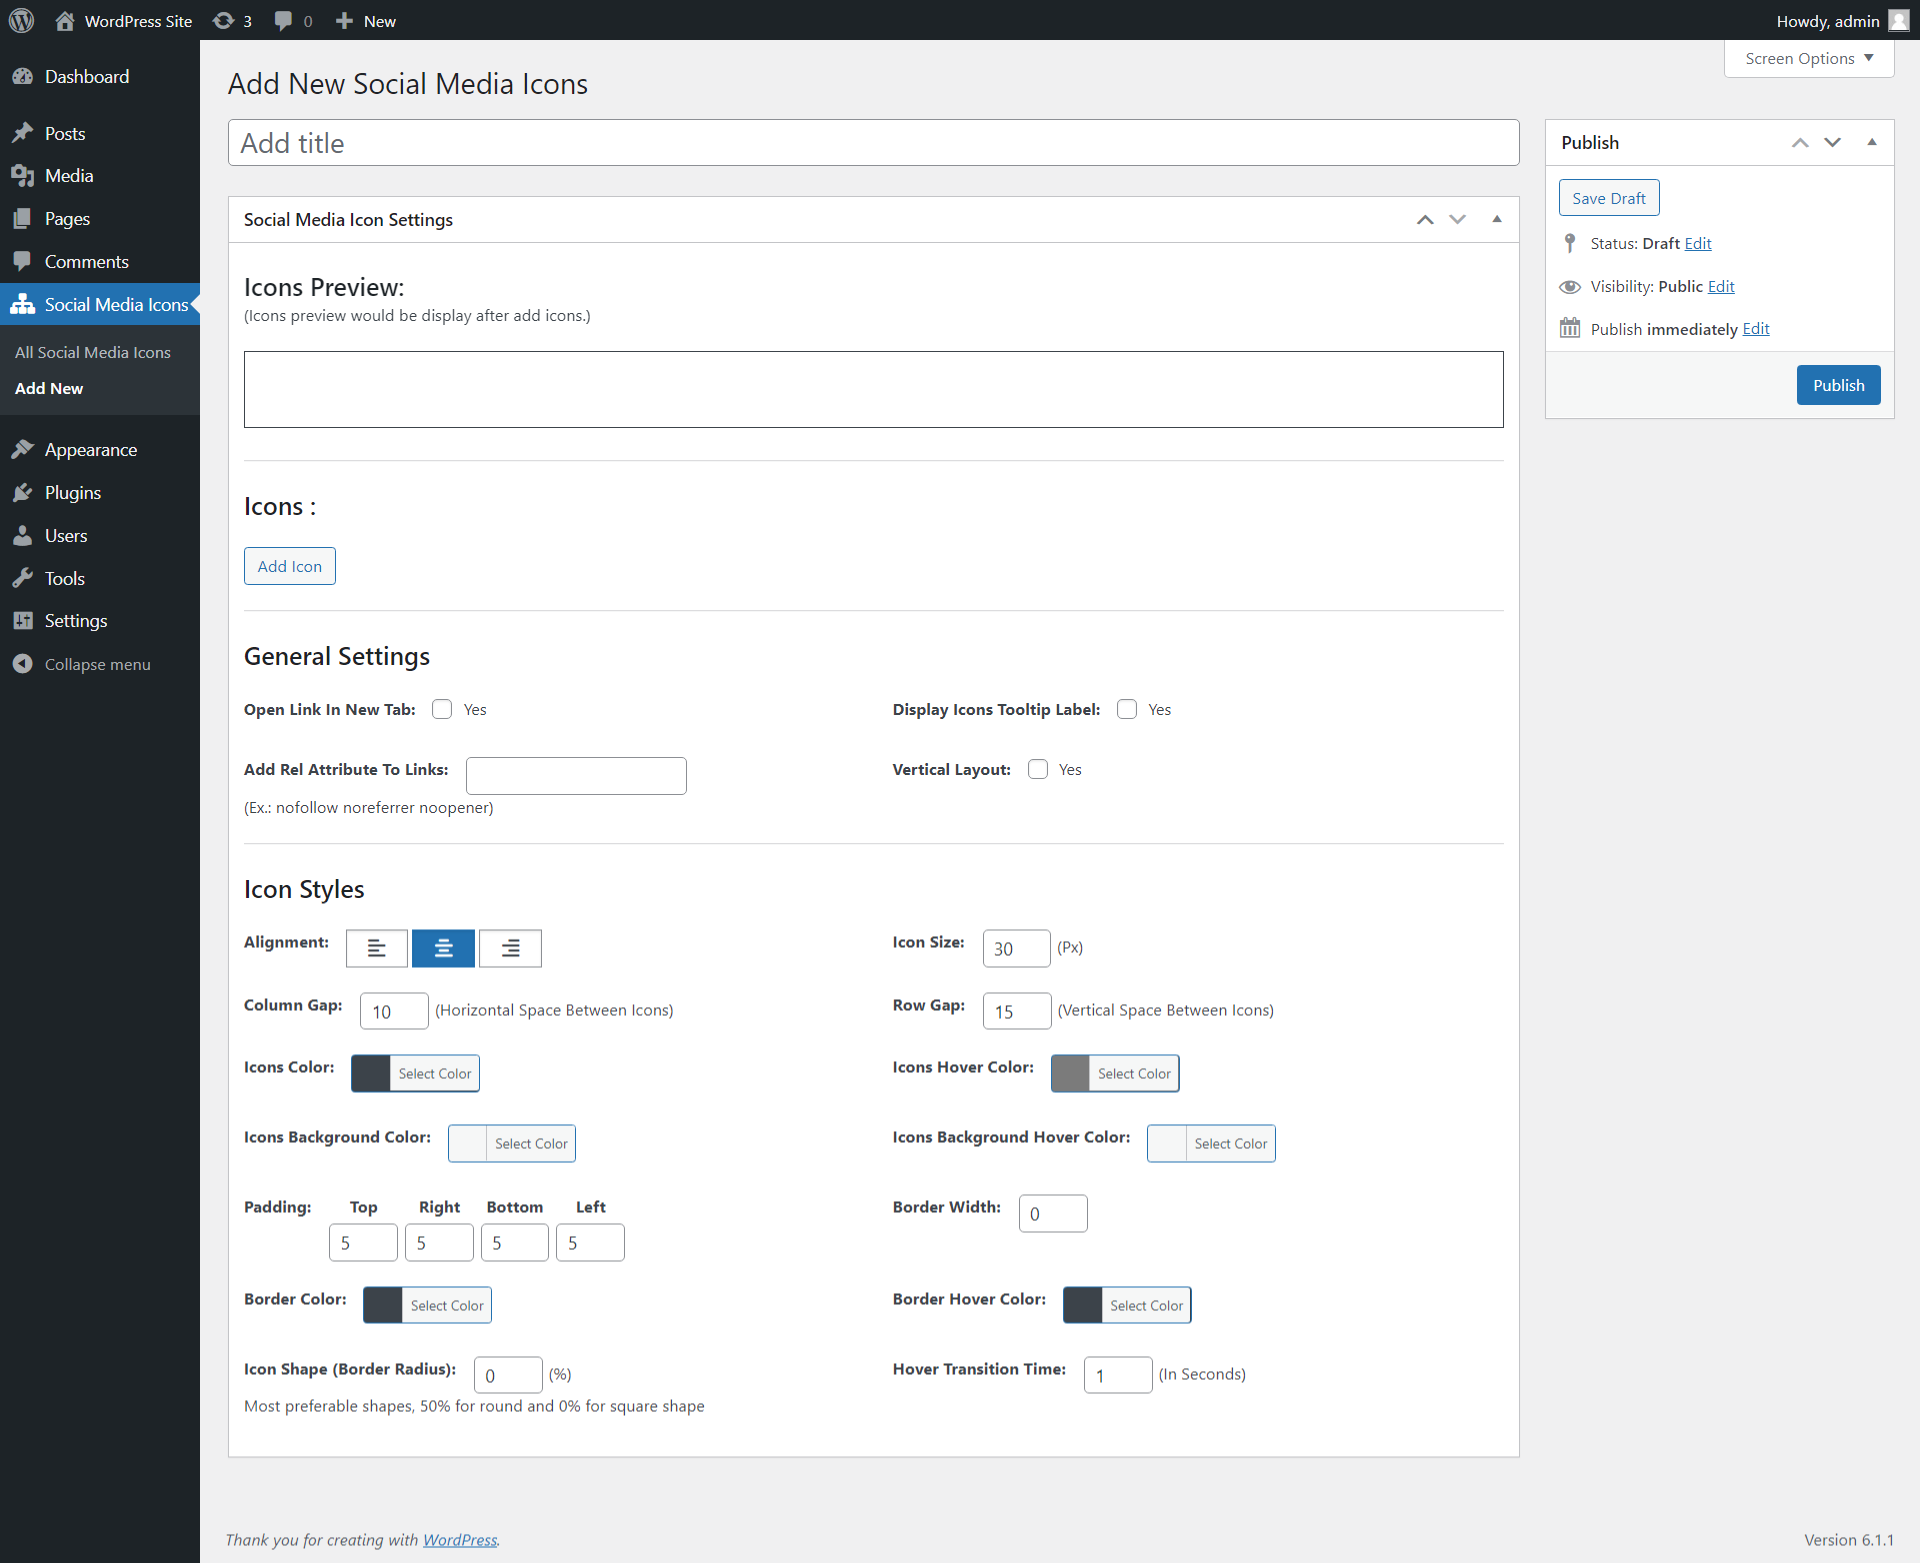 WordPress Site 3 0 New Howdy, admin
Screen Options
Dashboard
Posts
Media
Pages
Comments
Social Media Icons
All Social Media Icons
Add New
Appearance
Plugins
Users
Tools
Settings
Collapse menu
Add New Social Media Icons
Add title
Social Media Icon Settings
Icons Preview:
(Icons preview would be display after add icons.)
Icons :
Add Icon
General Settings
Open Link In New Tab: Yes Display Icons Tooltip Label: Yes
Add Rel Attribute To Links: Vertical Layout: Yes
(Ex.: nofollow noreferrer noopener)
Icon Styles
Alignment: Icon Size: 30 (Px)
Column Gap: 10 (Horizontal Space Between Icons) Row Gap: 15 (Vertical Space Between Icons)
Icons Color: Select Color Icons Hover Color: Select Color
Icons Background Color: Select Color Icons Background Hover Color: Select Color
Padding: Top Right Bottom Left Border Width: 0
5 5 5 5
Border Color: Select Color Border Hover Color: Select Color
Icon Shape (Border Radius): 0 (%) Hover Transition Time: 1 (In Seconds)
Most preferable shapes, 50% for round and 0% for square shape
Publish
Save Draft
Status: Draft Edit
Visibility: Public Edit
Publish immediately Edit
Publish
Thank you for creating with WordPress. Version 6.1.1